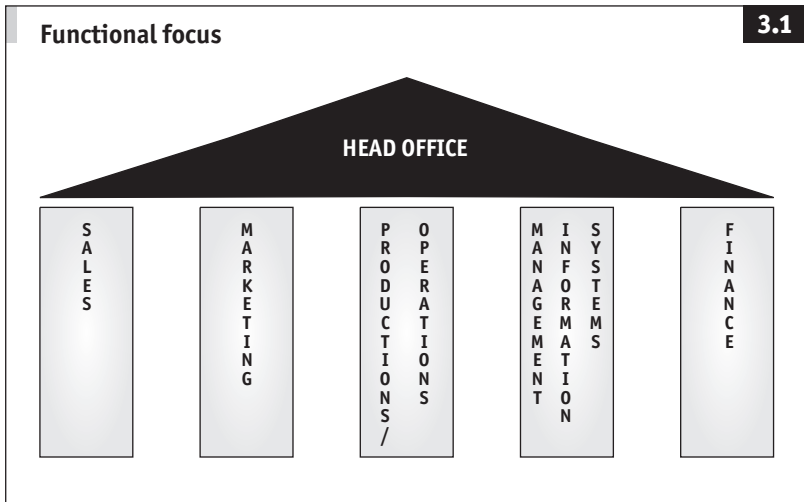 Functional focus
3.1
HEAD OFFICE
SALES
MARKETING
PRODUCTIONS/
OPERATIONS
MANAGEMENT
INFORMATION
SYSTEMS
FINANCE